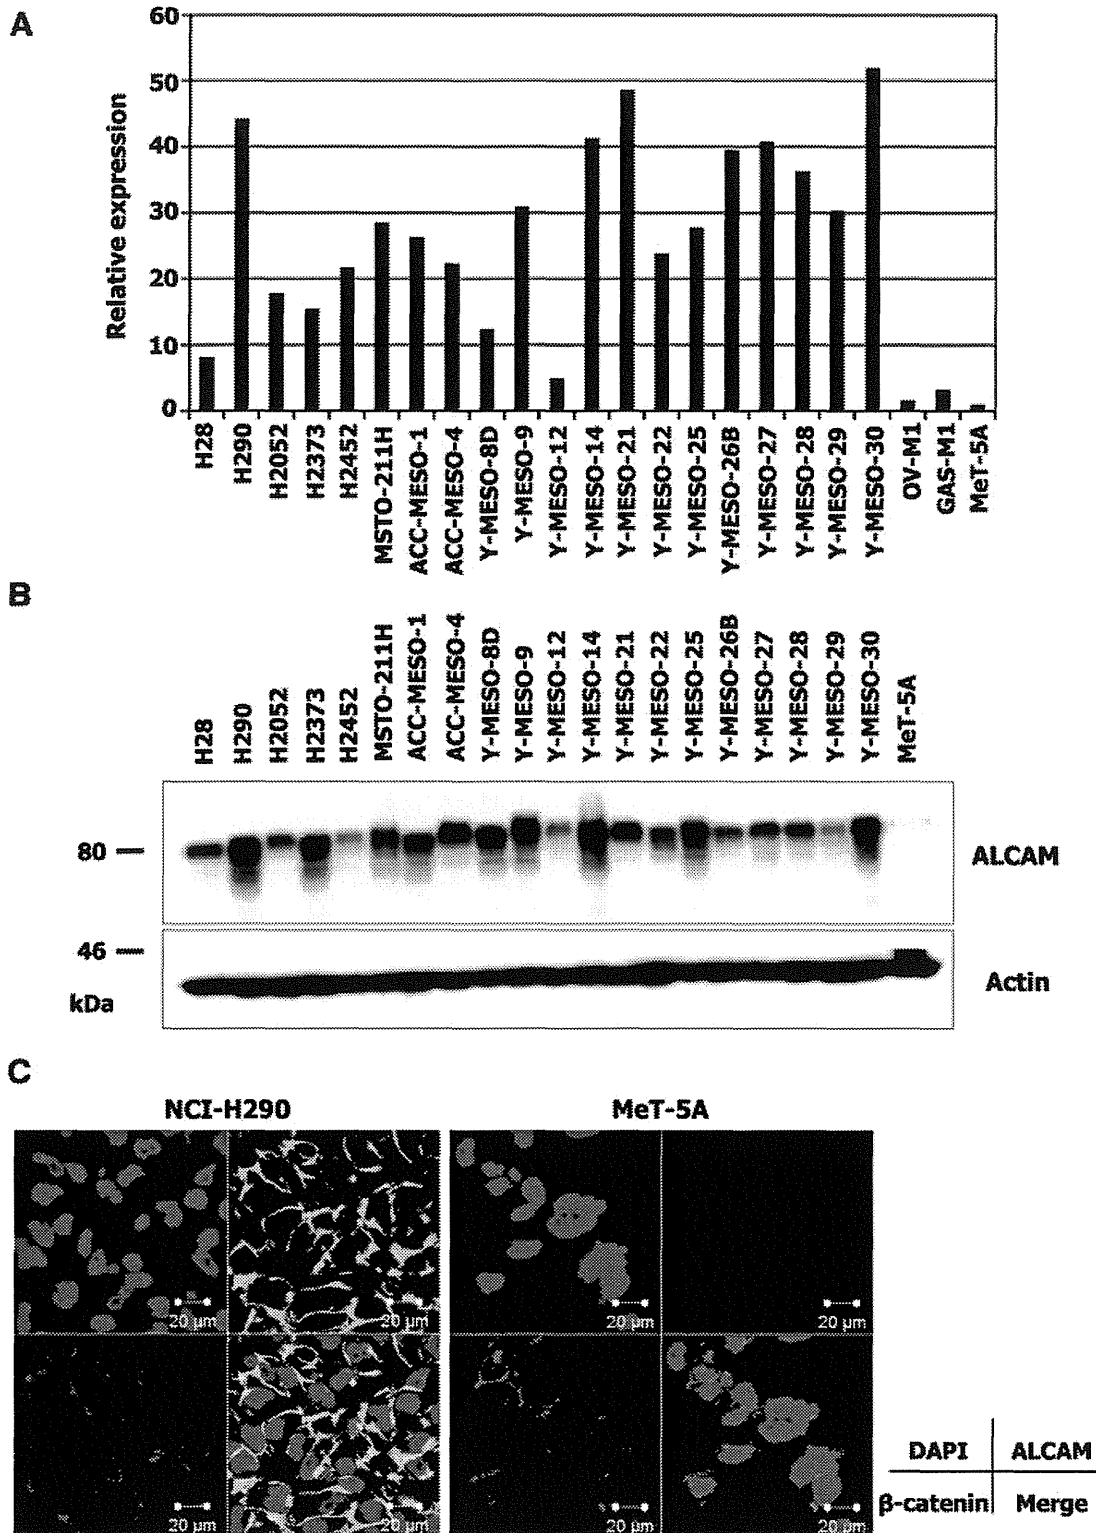 A
60
50
40
30
20
10
0
Relative expression
H28
H290
H2052
H2373
H2452
MSTO-211H
ACC-MESO-1
ACC-MESO-4
Y-MESO-8D
Y-MESO-9
Y-MESO-12
Y-MESO-14
Y-MESO-21
Y-MESO-22
Y-MESO-25
Y-MESO-26B
Y-MESO-27
Y-MESO-28
Y-MESO-29
Y-MESO-30
OV-M1
GAS-M1
MeT-5A
B
H28
H290
H2052
H2373
H2452
MSTO-211H
ACC-MESO-1
ACC-MESO-4
Y-MESO-8D
Y-MESO-9
Y-MESO-12
Y-MESO-14
Y-MESO-21
Y-MESO-22
Y-MESO-25
Y-MESO-26B
Y-MESO-27
Y-MESO-28
Y-MESO-29
Y-MESO-30
MeT-5A
80
ALCAM
46
kDa
Actin
C
NCI-H290
MeT-5A
20 µm
20 µm
20 µm
20 µm
20 µm
20 µm
20 µm
20 µm
DAPI ALCAM
β-catenin Merge